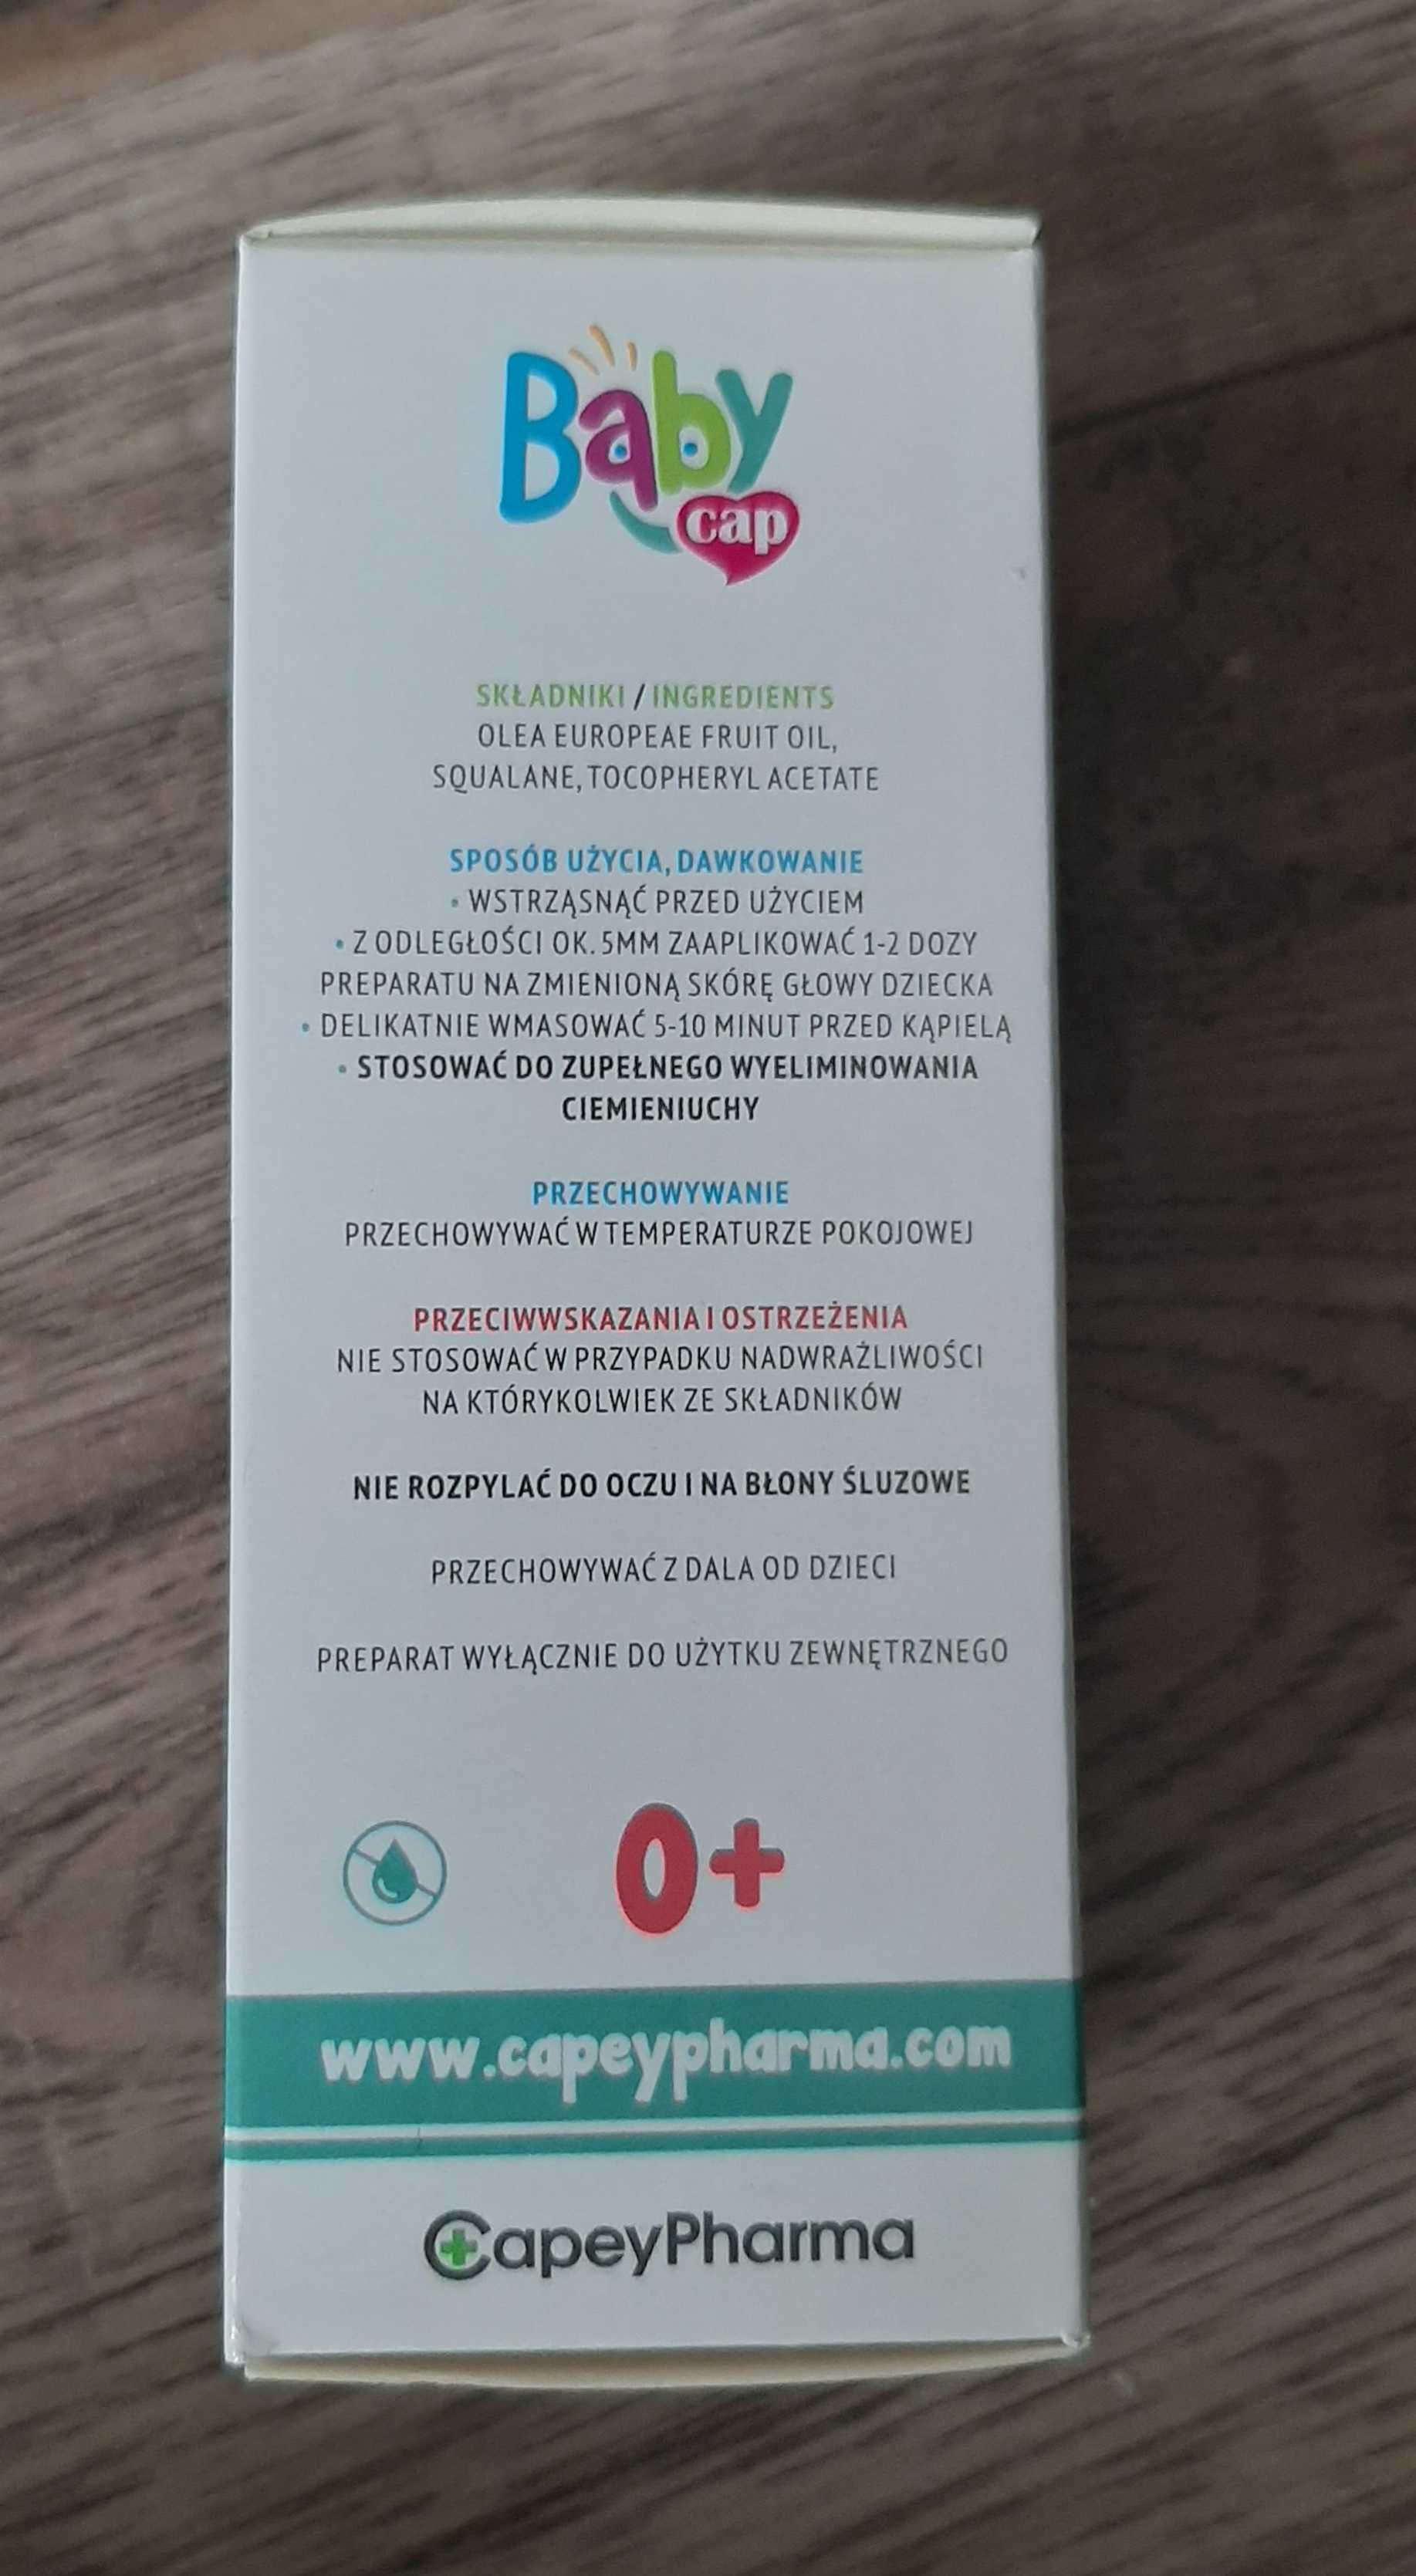 Baby
cap
SKŁADNIKI / INGREDIENTS
OLEA EUROPEAE FRUIT OIL,
SQUALANE, TOCOPHERYL ACETATE
SPOSÓB UŻYCIA, DAWKOWANIE
• WSTRZĄSNĄĆ PRZED UŻYCIEM
• Z ODLEGŁOŚCI OK. 5MM ZAAPLIKOWAĆ 1-2 DOZY
PREPARATU NA ZMIENIONĄ SKÓRĘ GŁOWY DZIECKA
• DELIKATNIE WMASOWAĆ 5-10 MINUT PRZED KĄPIELĄ
• STOSOWAĆ DO ZUPEŁNEGO WYELIMINOWANIA
CIEMIENIUCHY
PRZECHOWYWANIE
PRZECHOWYWAĆ W TEMPERATURZE POKOJOWEJ
PRZECIWWSKAZANIA I OSTRZEŻENIA
NIE STOSOWAĆ W PRZYPADKU NADWRAŻLIWOŚCI
NA KTÓRYKOLWIEK ZE SKŁADNIKÓW
NIE ROZPYLAĆ DO OCZU I NA BŁONY ŚLUZOWE
PRZECHOWYWAĆ Z DALA OD DZIECI
PREPARAT WYŁĄCZNIE DO UŻYTKU ZEWNĘTRZNEGO
0+
www.capeypharma.com
CapeyPharma